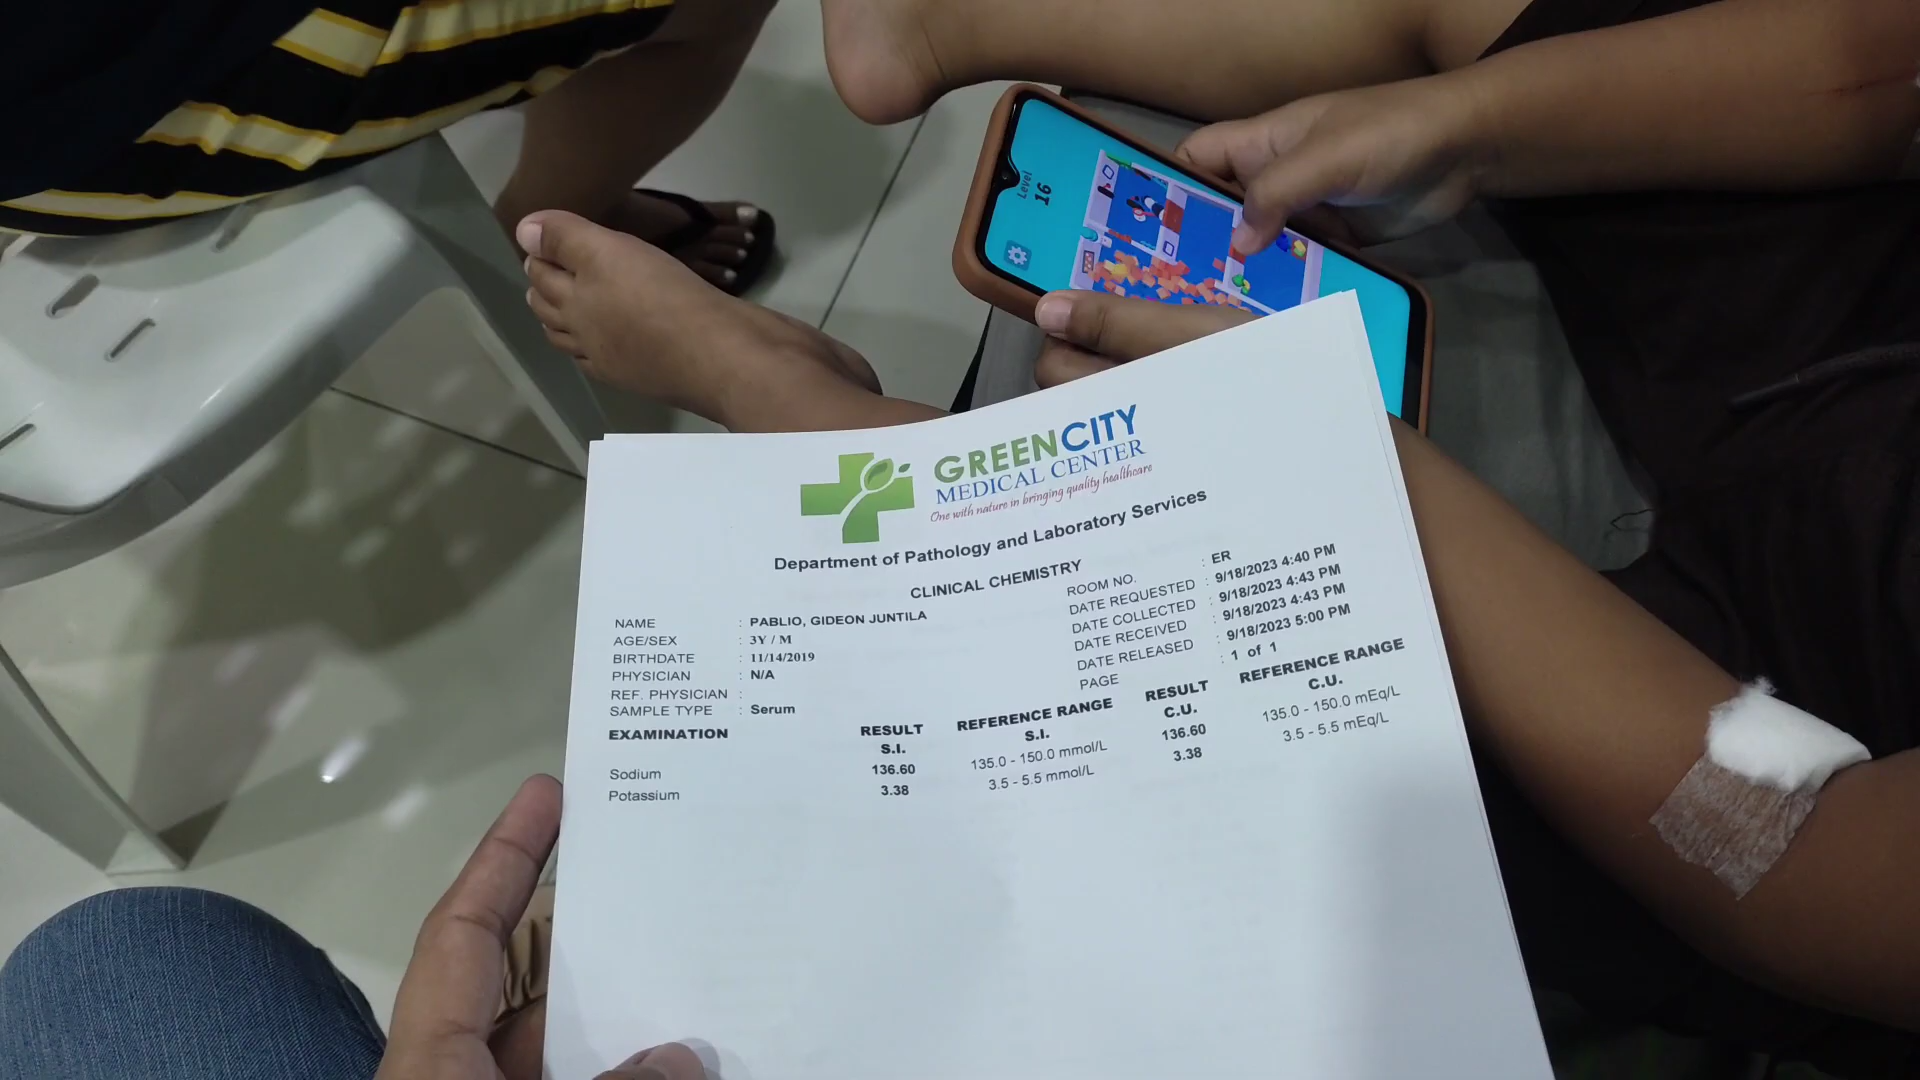 Level
16
GREENCITY
MEDICAL CENTER
One with nature in bringing quality healthcare
Department of Pathology and Laboratory Services
CLINICAL CHEMISTRY
NAME : PABLIO, GIDEON JUNTILA
AGE/SEX : 3Y / M
BIRTHDATE : 11/14/2019
PHYSICIAN : N/A
REF. PHYSICIAN :
SAMPLE TYPE : Serum
ROOM NO. : ER
DATE REQUESTED : 9/18/2023 4:40 PM
DATE COLLECTED : 9/18/2023 4:43 PM
DATE RECEIVED : 9/18/2023 4:43 PM
DATE RELEASED : 9/18/2023 5:00 PM
PAGE : 1 of 1
EXAMINATION RESULT S.I. REFERENCE RANGE S.I. RESULT C.U. REFERENCE RANGE C.U.
Sodium 136.60 135.0 - 150.0 mmol/L 136.60 135.0 - 150.0 mEq/L
Potassium 3.38 3.5 - 5.5 mmol/L 3.38 3.5 - 5.5 mEq/L